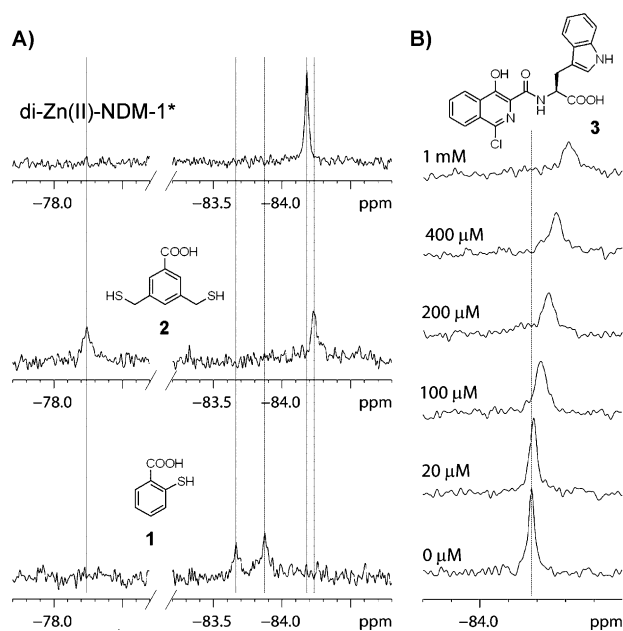 A)
di-Zn(II)-NDM-1*
−78.0 −83.5 −84.0 ppm
COOH
HS SH
2
−78.0 −83.5 −84.0 ppm
COOH
SH
1
−78.0 −83.5 −84.0 ppm
B)
NH
OH O
N
H
COOH
N
Cl
3
1 mM
400 µM
200 µM
100 µM
20 µM
0 µM
−84.0 ppm